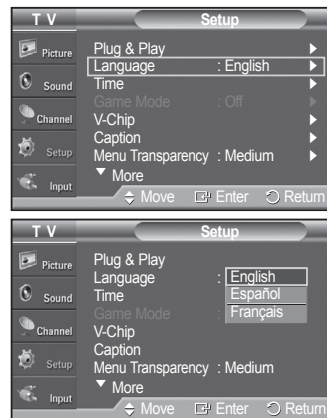 TV Setup
Picture
Sound
Channel
Setup
Input
Plug & Play
Language : English
Time
Game Mode : Off
V-Chip
Caption
Menu Transparency : Medium
More
Move Enter Return
TV Setup
Picture
Sound
Channel
Setup
Input
Plug & Play
Language : English
Time Español
Game Mode : Français
V-Chip
Caption
Menu Transparency : Medium
More
Move Enter Return